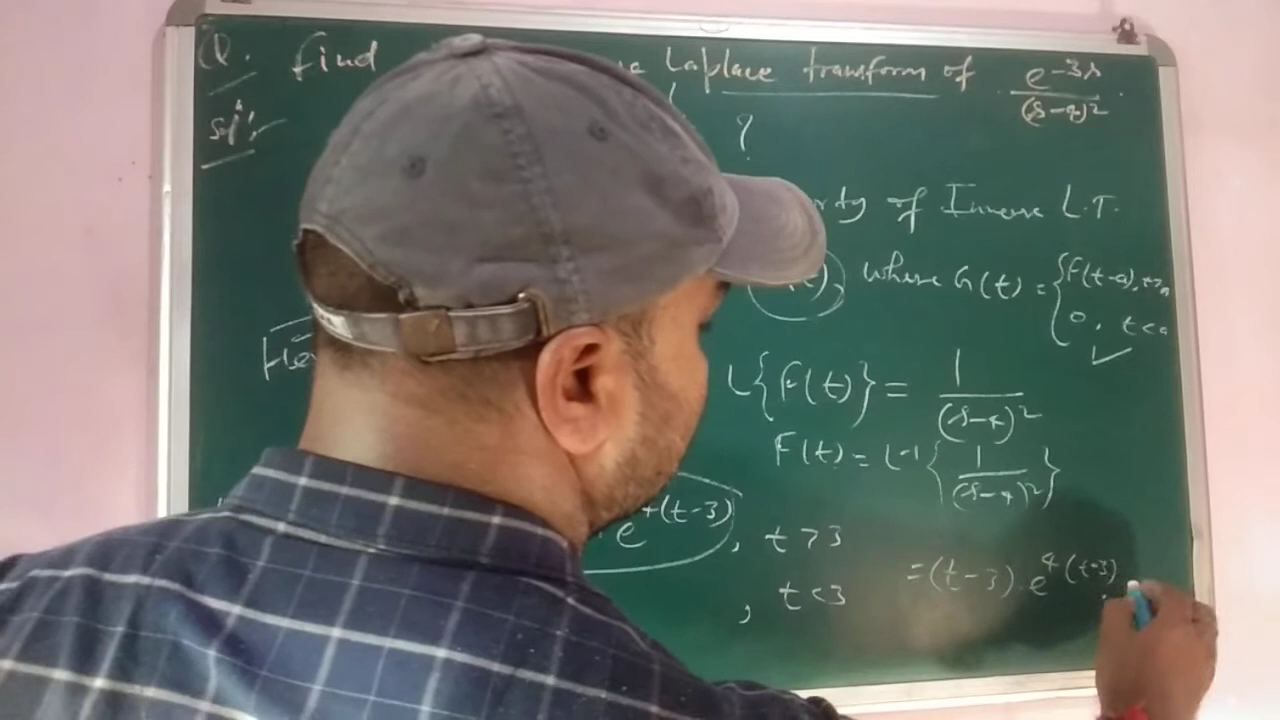 Q. Find Laplace transform of e^-3s / (s-4)^2
Sol^n:
?
of Inverse L.T.
where G(t) = { F(t-a), t>a
0, t<a
L{F(t)} = 1 / (s-4)^2
F(t) = L^-1 { 1 / (s-4)^2 }
e^+(t-3), t>3
, t<3
=(t-3) e^4(t-3)